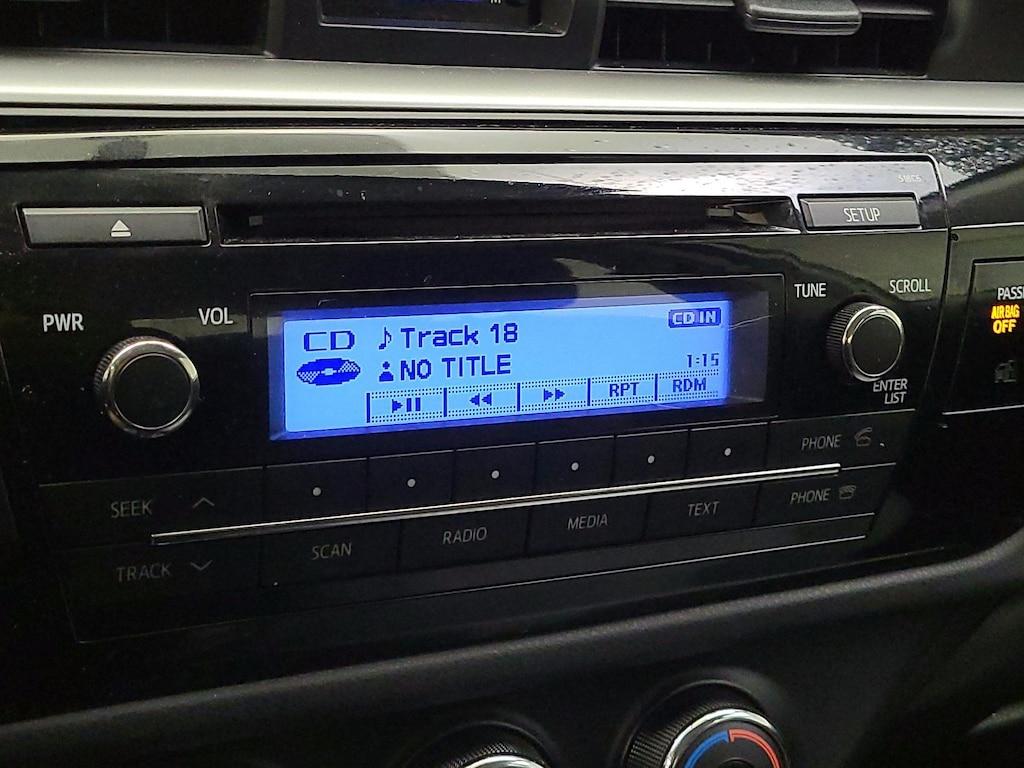 M
51BC6
SETUP
PWR
VOL
TUNE
SCROLL
CD
Track 18
CD IN
NO TITLE
1:15
RPT
RDM
ENTER
LIST
AIR BAG
OFF
SEEK
PHONE
TRACK
SCAN
RADIO
MEDIA
TEXT
PHONE